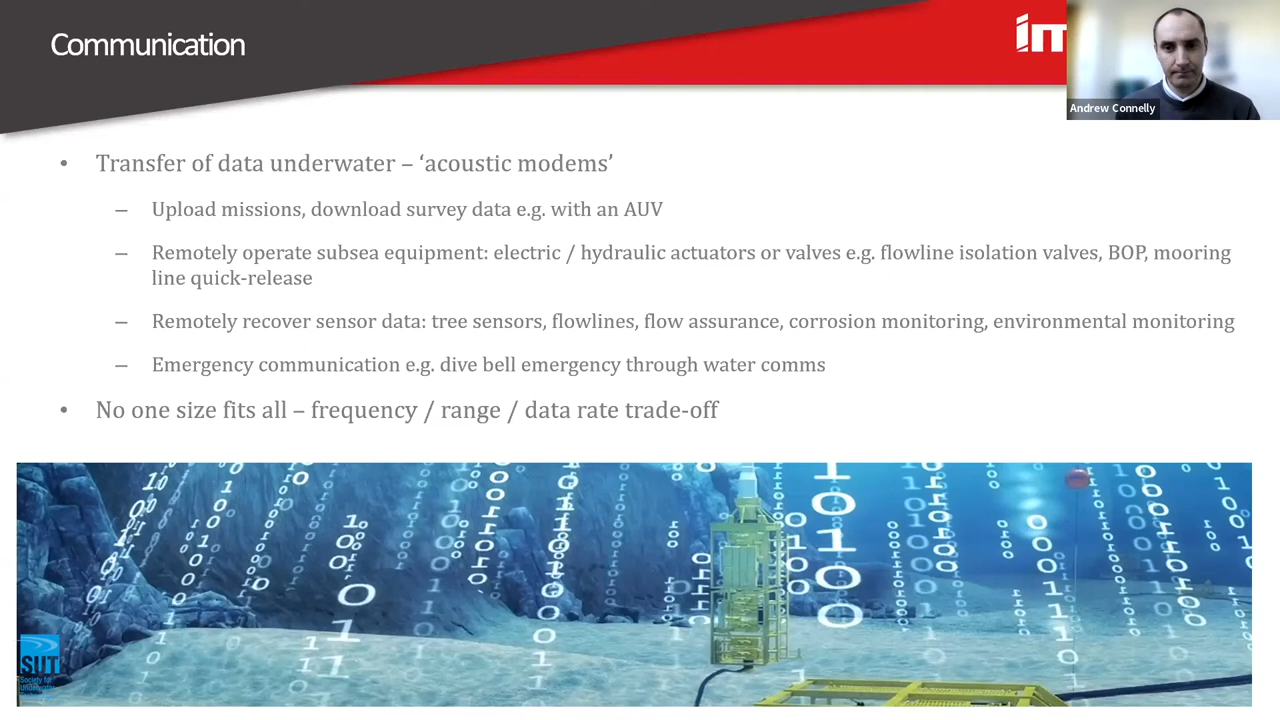 Communication
im
Andrew Connelly
• Transfer of data underwater – ‘acoustic modems’
– Upload missions, download survey data e.g. with an AUV
– Remotely operate subsea equipment: electric / hydraulic actuators or valves e.g. flowline isolation valves, BOP, mooring
line quick-release
– Remotely recover sensor data: tree sensors, flowlines, flow assurance, corrosion monitoring, environmental monitoring
– Emergency communication e.g. dive bell emergency through water comms
• No one size fits all – frequency / range / data rate trade-off
SUT
Society for